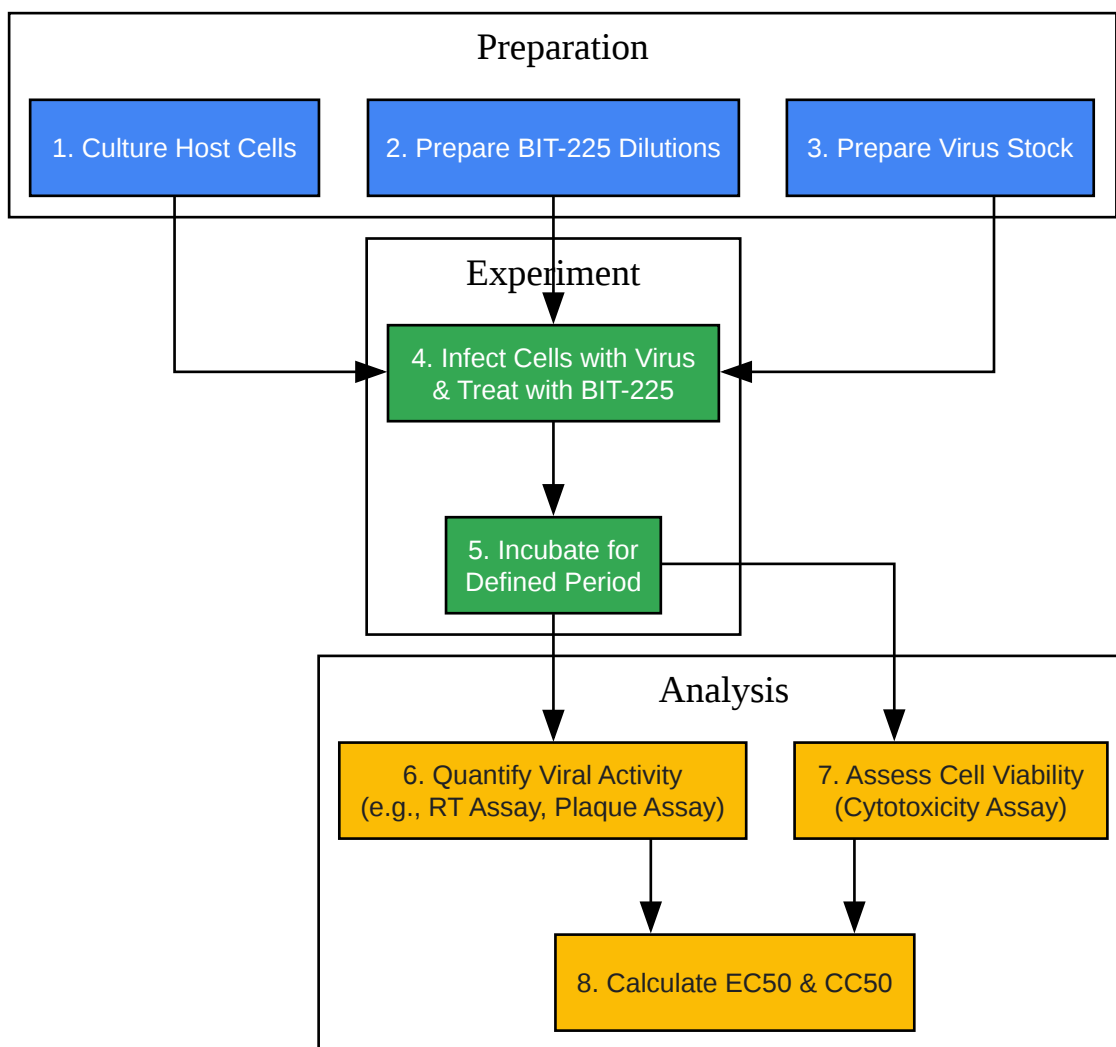 Preparation
1. Culture Host Cells
2. Prepare BIT-225 Dilutions
3. Prepare Virus Stock
Experiment
4. Infect Cells with Virus
& Treat with BIT-225
5. Incubate for
Defined Period
Analysis
6. Quantify Viral Activity
(e.g., RT Assay, Plaque Assay)
7. Assess Cell Viability
(Cytotoxicity Assay)
8. Calculate EC50 & CC50